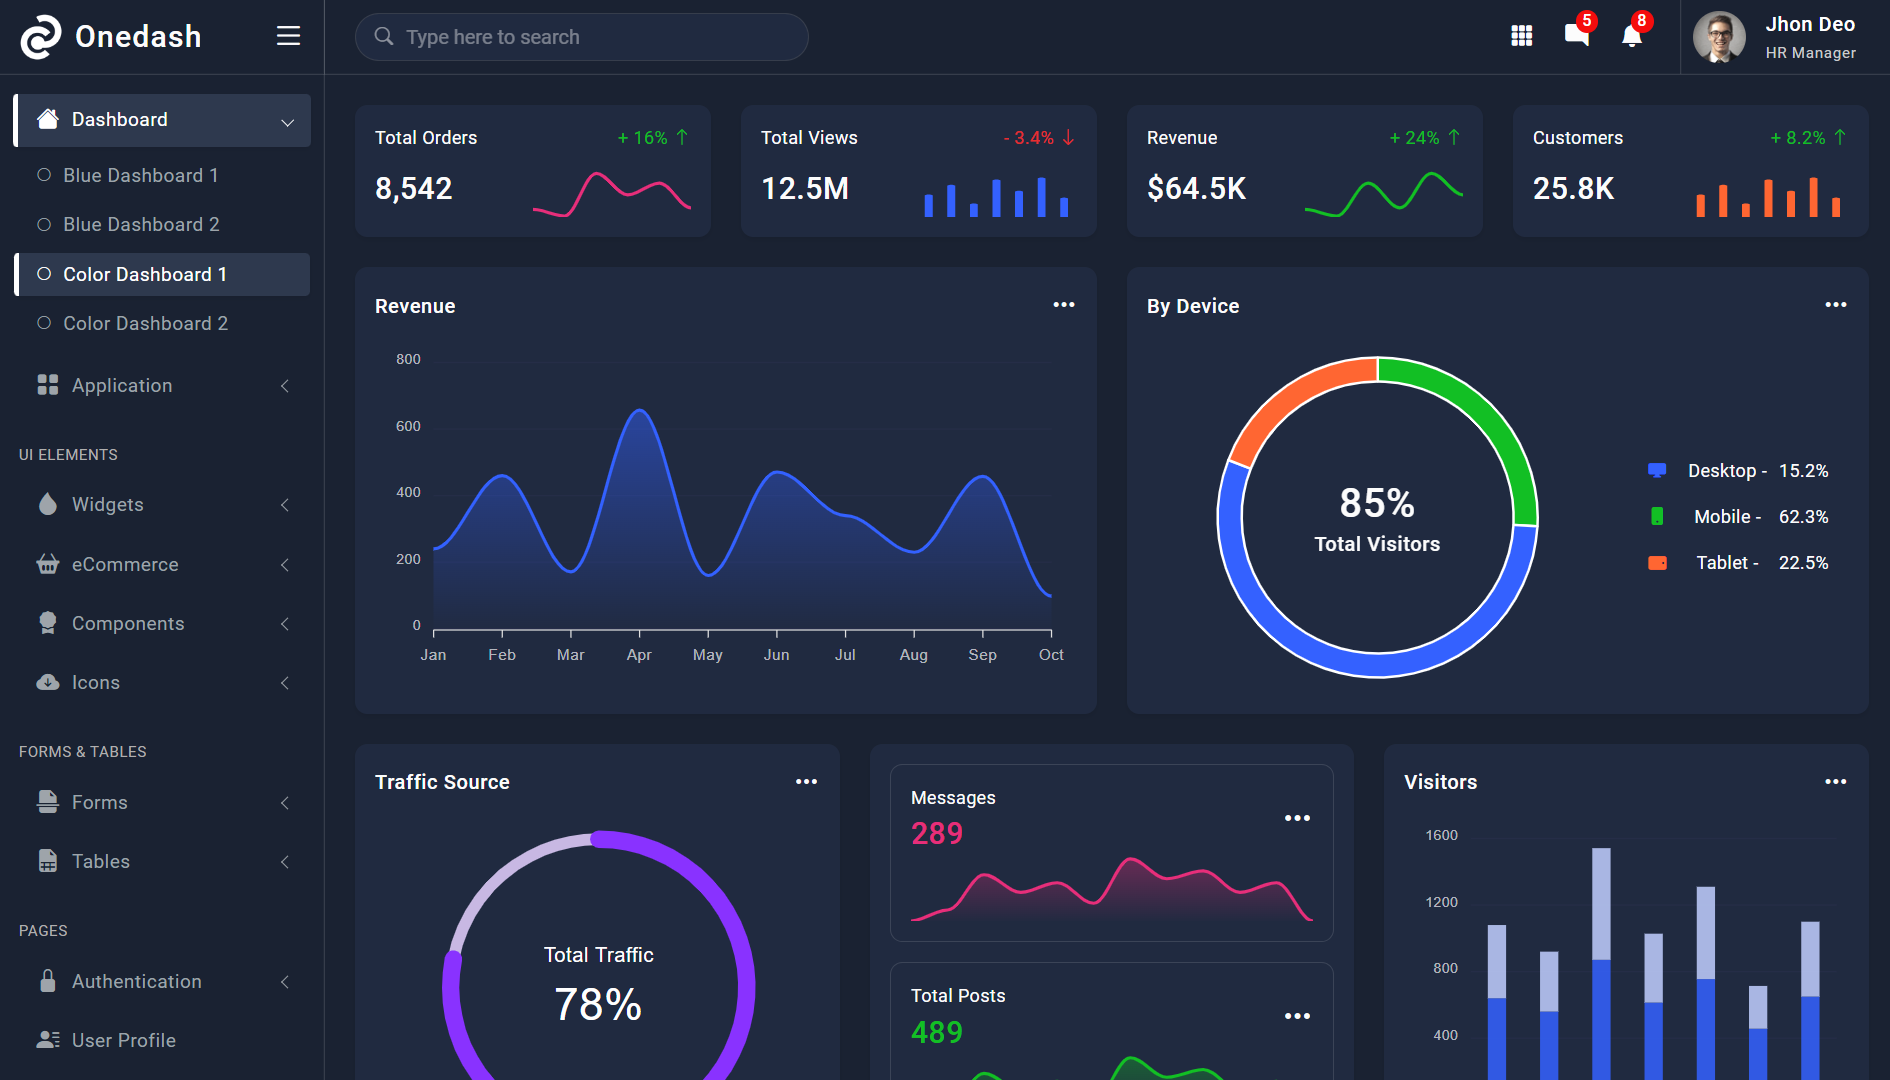 Onedash
Type here to search
5
8
Jhon Deo
HR Manager
Dashboard
Blue Dashboard 1
Blue Dashboard 2
Color Dashboard 1
Color Dashboard 2
Application
UI ELEMENTS
Widgets
eCommerce
Components
Icons
FORMS & TABLES
Forms
Tables
PAGES
Authentication
User Profile
Total Orders
+ 16%
8,542
Total Views
- 3.4%
12.5M
Revenue
+ 24%
$64.5K
Customers
+ 8.2%
25.8K
Revenue
800
600
400
200
0
Jan Feb Mar Apr May Jun Jul Aug Sep Oct
By Device
85%
Total Visitors
Desktop - 15.2%
Mobile - 62.3%
Tablet - 22.5%
Traffic Source
Total Traffic
78%
Messages
289
Total Posts
489
Visitors
1600
1200
800
400